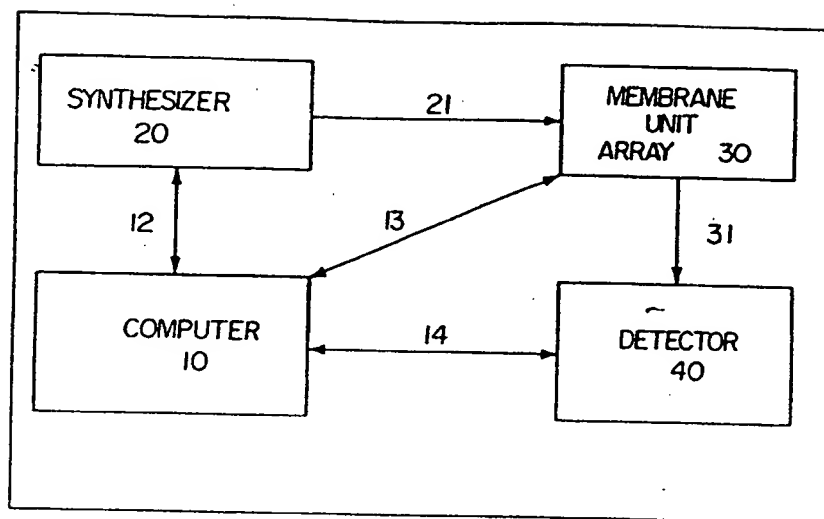 SYNTHESIZER
20
21
MEMBRANE
UNIT
ARRAY 30
12
13
31
COMPUTER
10
14
DETECTOR
40